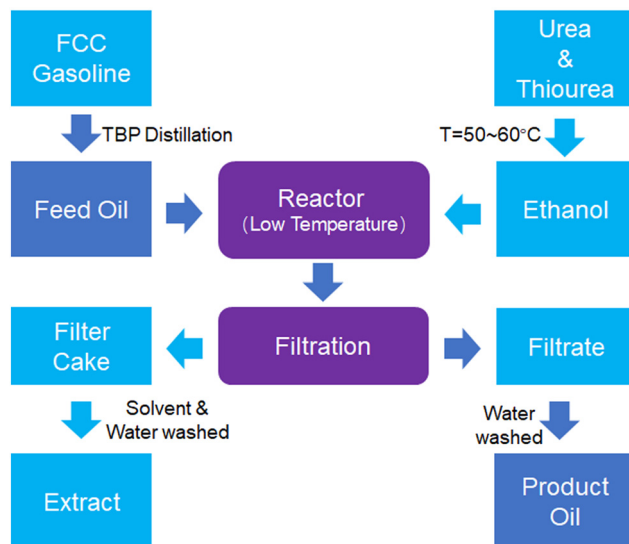 FCC
Gasoline
Urea
&
Thiourea
TBP Distillation
T=50~60°C
Feed Oil
Reactor
(Low Temperature)
Ethanol
Filter
Cake
Filtration
Filtrate
Solvent &
Water washed
Water
washed
Extract
Product
Oil